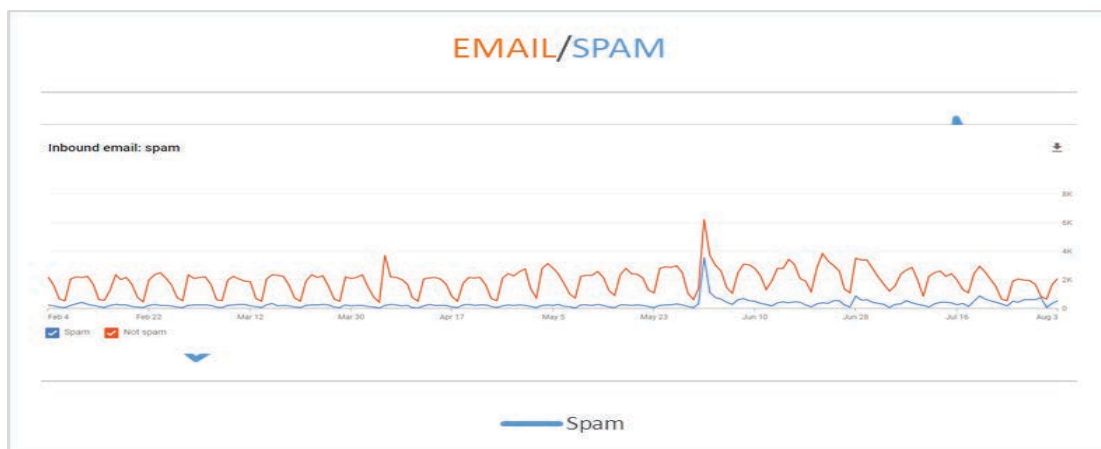 EMAIL/SPAM
Inbound email: spam
8K
6K
4K
2K
0
Feb 4 Feb 22 Mar 12 Mar 30 Apr 17 May 5 May 23 Jun 10 Jun 28 Jul 16 Aug 3
Spam Not spam
Spam